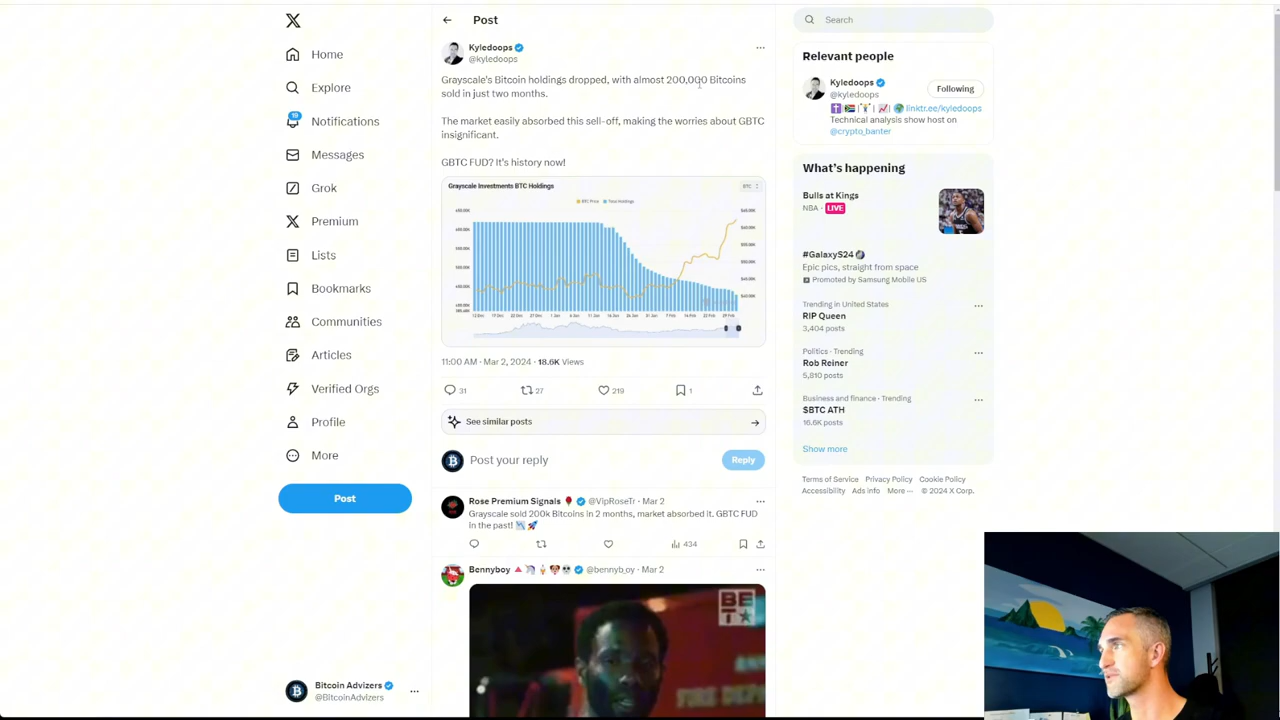 Home
Explore
19
Notifications
Messages
Grok
Premium
Lists
Bookmarks
Communities
Articles
Verified Orgs
Profile
More
Post
Bitcoin Advizers
@BitcoinAdvizers
Post
Kyledoops
@kyledoops
Grayscale's Bitcoin holdings dropped, with almost 200,000 Bitcoins
sold in just two months.
The market easily absorbed this sell-off, making the worries about GBTC
insignificant.
GBTC FUD? It's history now!
Grayscale Investments BTC Holdings
BTC
BTC Price Total Holdings
11:00 AM · Mar 2, 2024 · 18.6K Views
31 27 219 1
See similar posts
Post your reply
Reply
Rose Premium Signals @VipRoseTr · Mar 2
Grayscale sold 200k Bitcoins in 2 months, market absorbed it. GBTC FUD
in the past!
434
Bennyboy @bennyb_oy · Mar 2
BET
Search
Relevant people
Kyledoops
@kyledoops
Following
linktr.ee/kyledoops
Technical analysis show host on
@crypto_banter
What's happening
Bulls at Kings
NBA · LIVE
#GalaxyS24
Epic pics, straight from space
Promoted by Samsung Mobile US
Trending in United States
RIP Queen
3,404 posts
Politics · Trending
Rob Reiner
5,810 posts
Business and finance · Trending
$BTC ATH
16.6K posts
Show more
Terms of Service Privacy Policy Cookie Policy
Accessibility Ads info More ··· © 2024 X Corp.